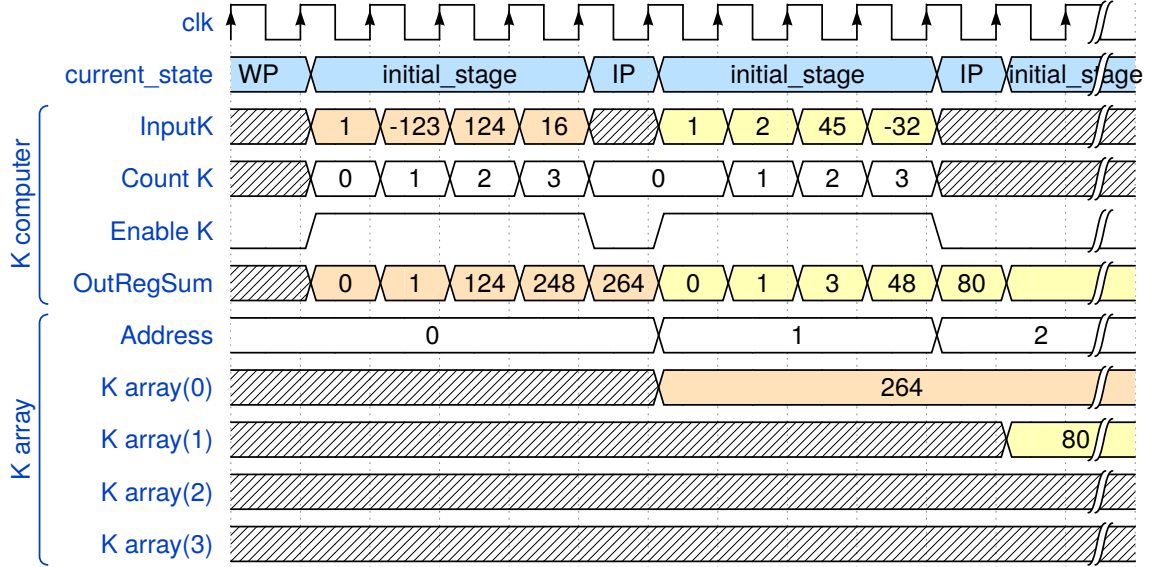 clk
current_state WP initial_stage IP initial_stage IP initial_stage
K computer
InputK 1 -123 124 16 1 2 45 -32
Count K 0 1 2 3 0 1 2 3
Enable K
OutRegSum 0 1 124 248 264 0 1 3 48 80
K array
Address 0 1 2
K array(0) 264
K array(1) 80
K array(2)
K array(3)